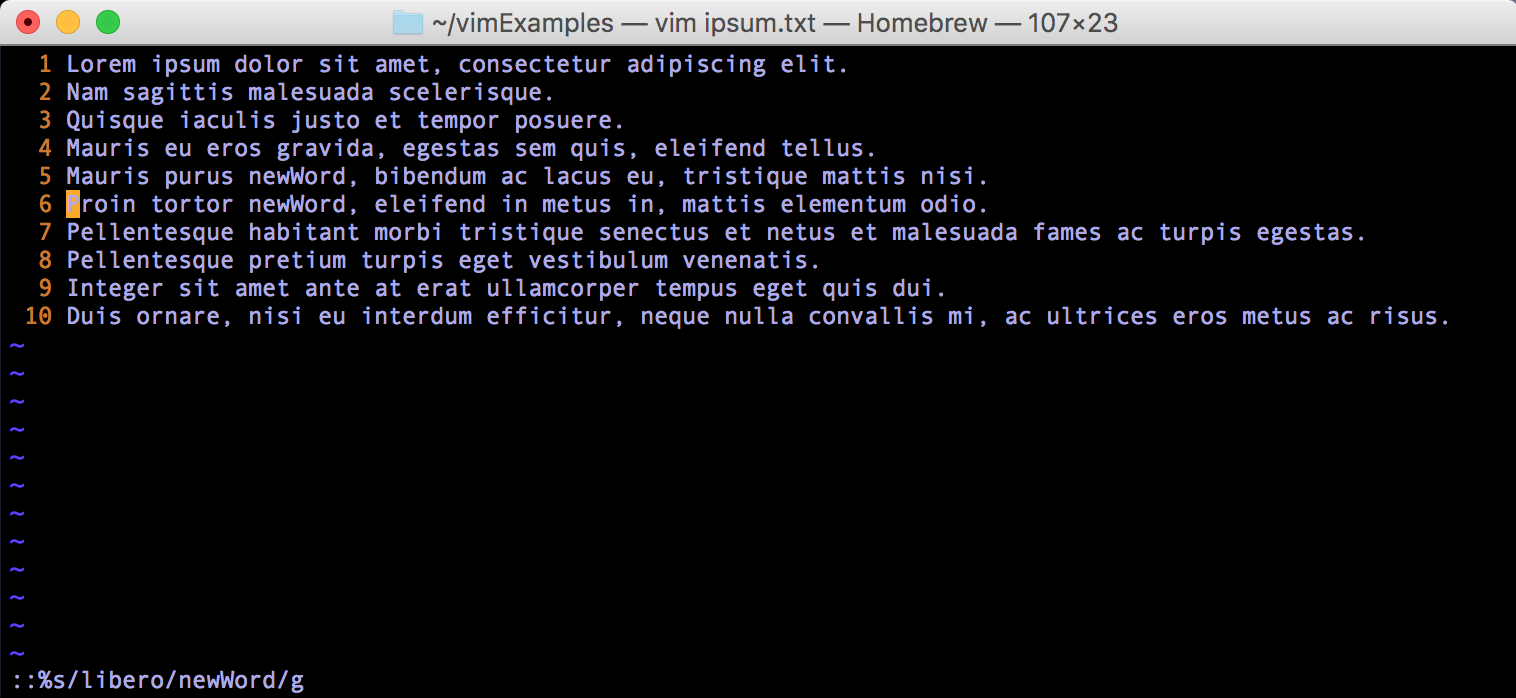 ~/vimExamples — vim ipsum.txt — Homebrew — 107×23
1 Lorem ipsum dolor sit amet, consectetur adipiscing elit.
2 Nam sagittis malesuada scelerisque.
3 Quisque iaculis justo et tempor posuere.
4 Mauris eu eros gravida, egestas sem quis, eleifend tellus.
5 Mauris purus newWord, bibendum ac lacus eu, tristique mattis nisi.
6 Proin tortor newWord, eleifend in metus in, mattis elementum odio.
7 Pellentesque habitant morbi tristique senectus et netus et malesuada fames ac turpis egestas.
8 Pellentesque pretium turpis eget vestibulum venenatis.
9 Integer sit amet ante at erat ullamcorper tempus eget quis dui.
10 Duis ornare, nisi eu interdum efficitur, neque nulla convallis mi, ac ultrices eros metus ac risus.
~
~
~
~
~
~
~
~
~
~
~
~
::%s/libero/newWord/g